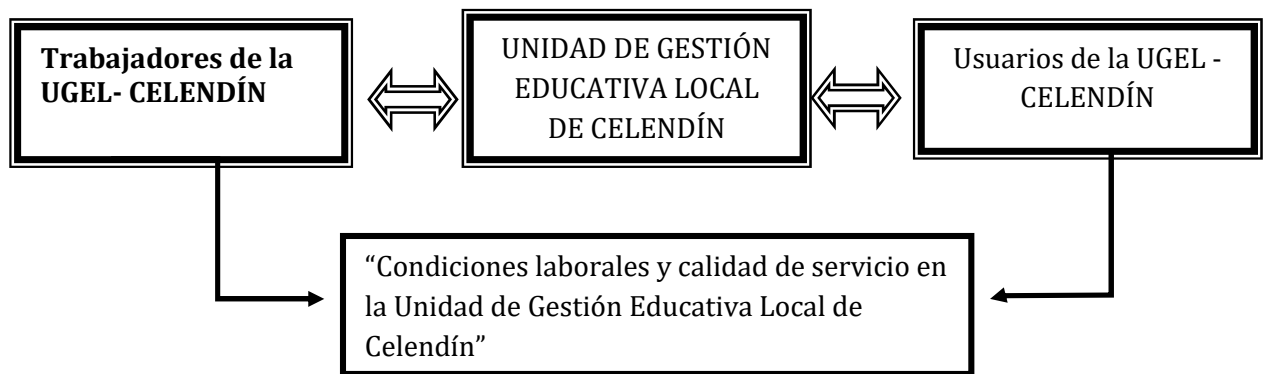 Trabajadores de la
UGEL- CELENDÍN
UNIDAD DE GESTIÓN
EDUCATIVA LOCAL
DE CELENDÍN
Usuarios de la UGEL -
CELENDÍN
“Condiciones laborales y calidad de servicio en
la Unidad de Gestión Educativa Local de
Celendín”